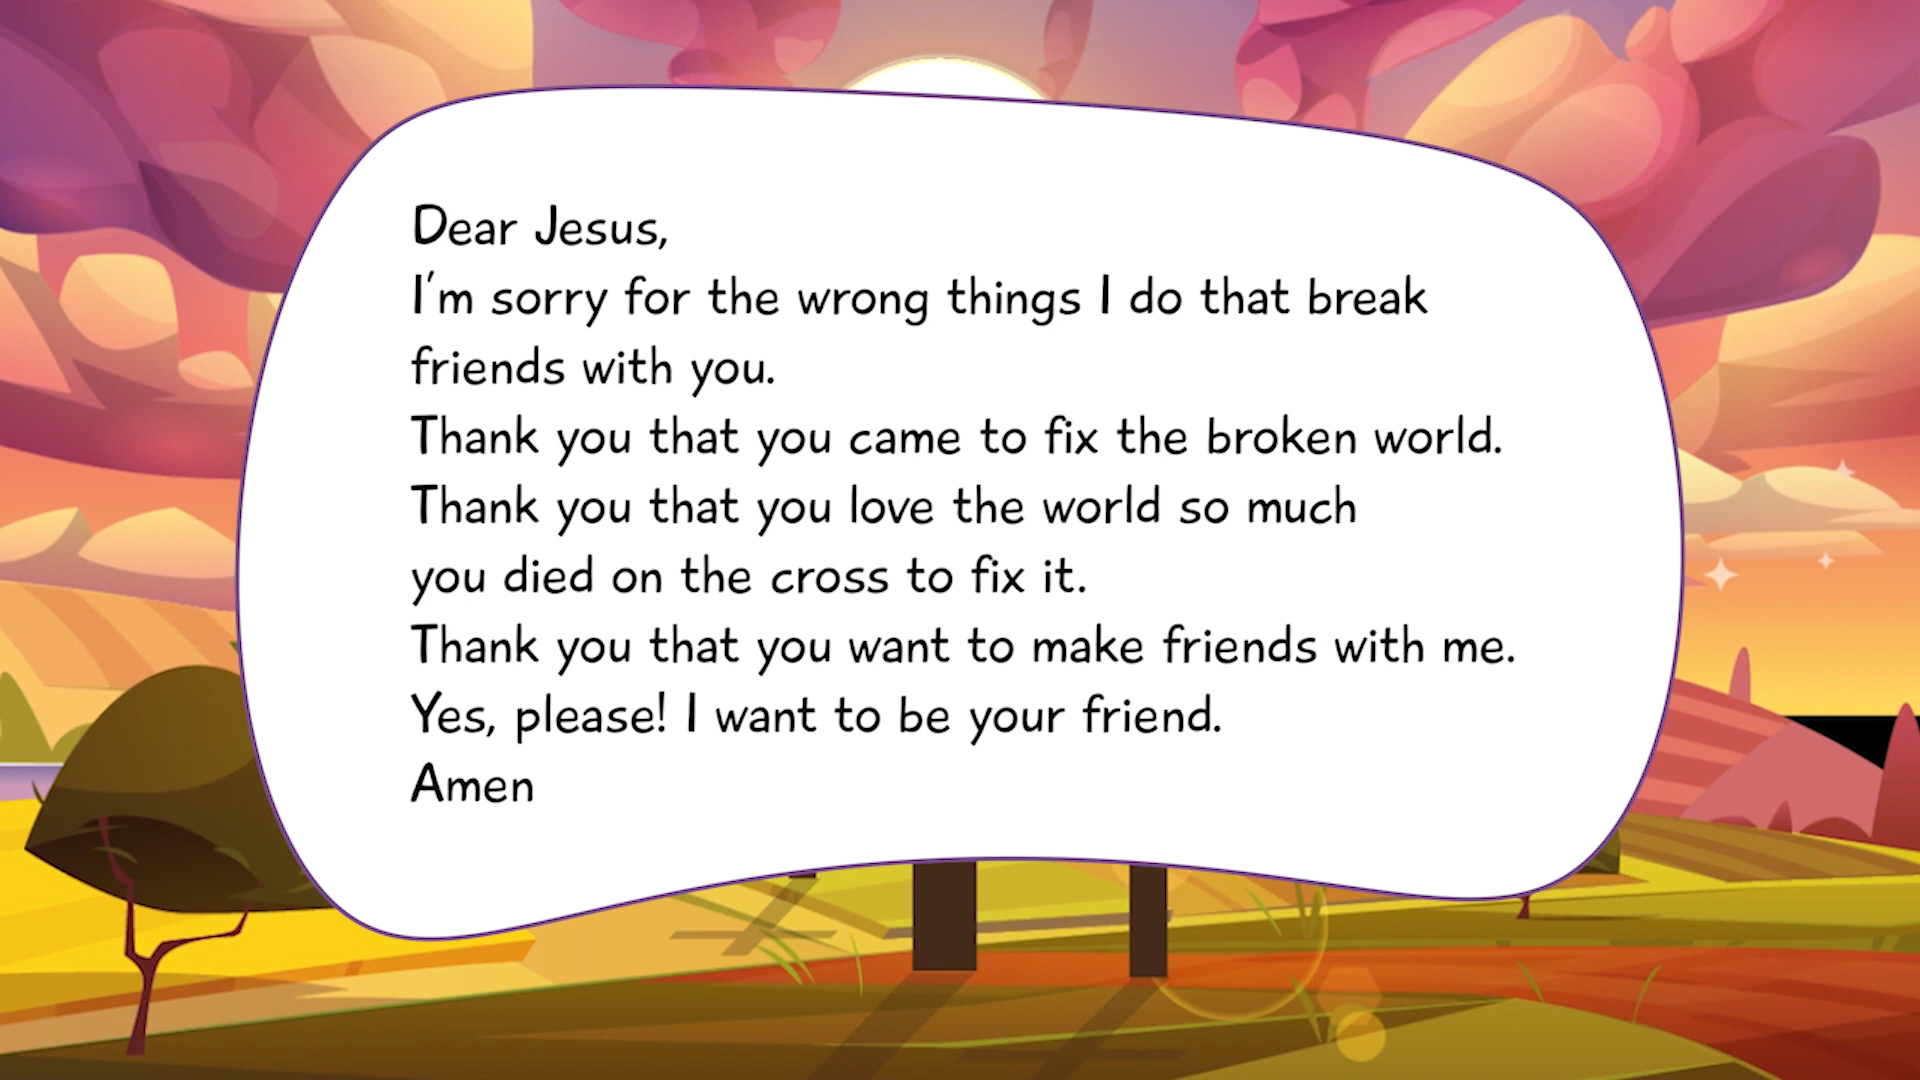 Dear Jesus,
I'm sorry for the wrong things I do that break
friends with you.
Thank you that you came to fix the broken world.
Thank you that you love the world so much
you died on the cross to fix it.
Thank you that you want to make friends with me.
Yes, please! I want to be your friend.
Amen